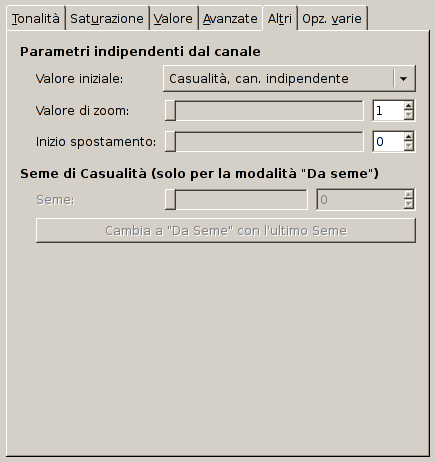 Tonalità Saturazione Valore Avanzate Altri Opz. varie
Parametri indipendenti dal canale
Valore iniziale: Casualità, can. indipendente
Valore di zoom: 1
Inizio spostamento: 0
Seme di Casualità (solo per la modalità "Da seme")
Seme: 0
Cambia a "Da Seme" con l'ultimo Seme